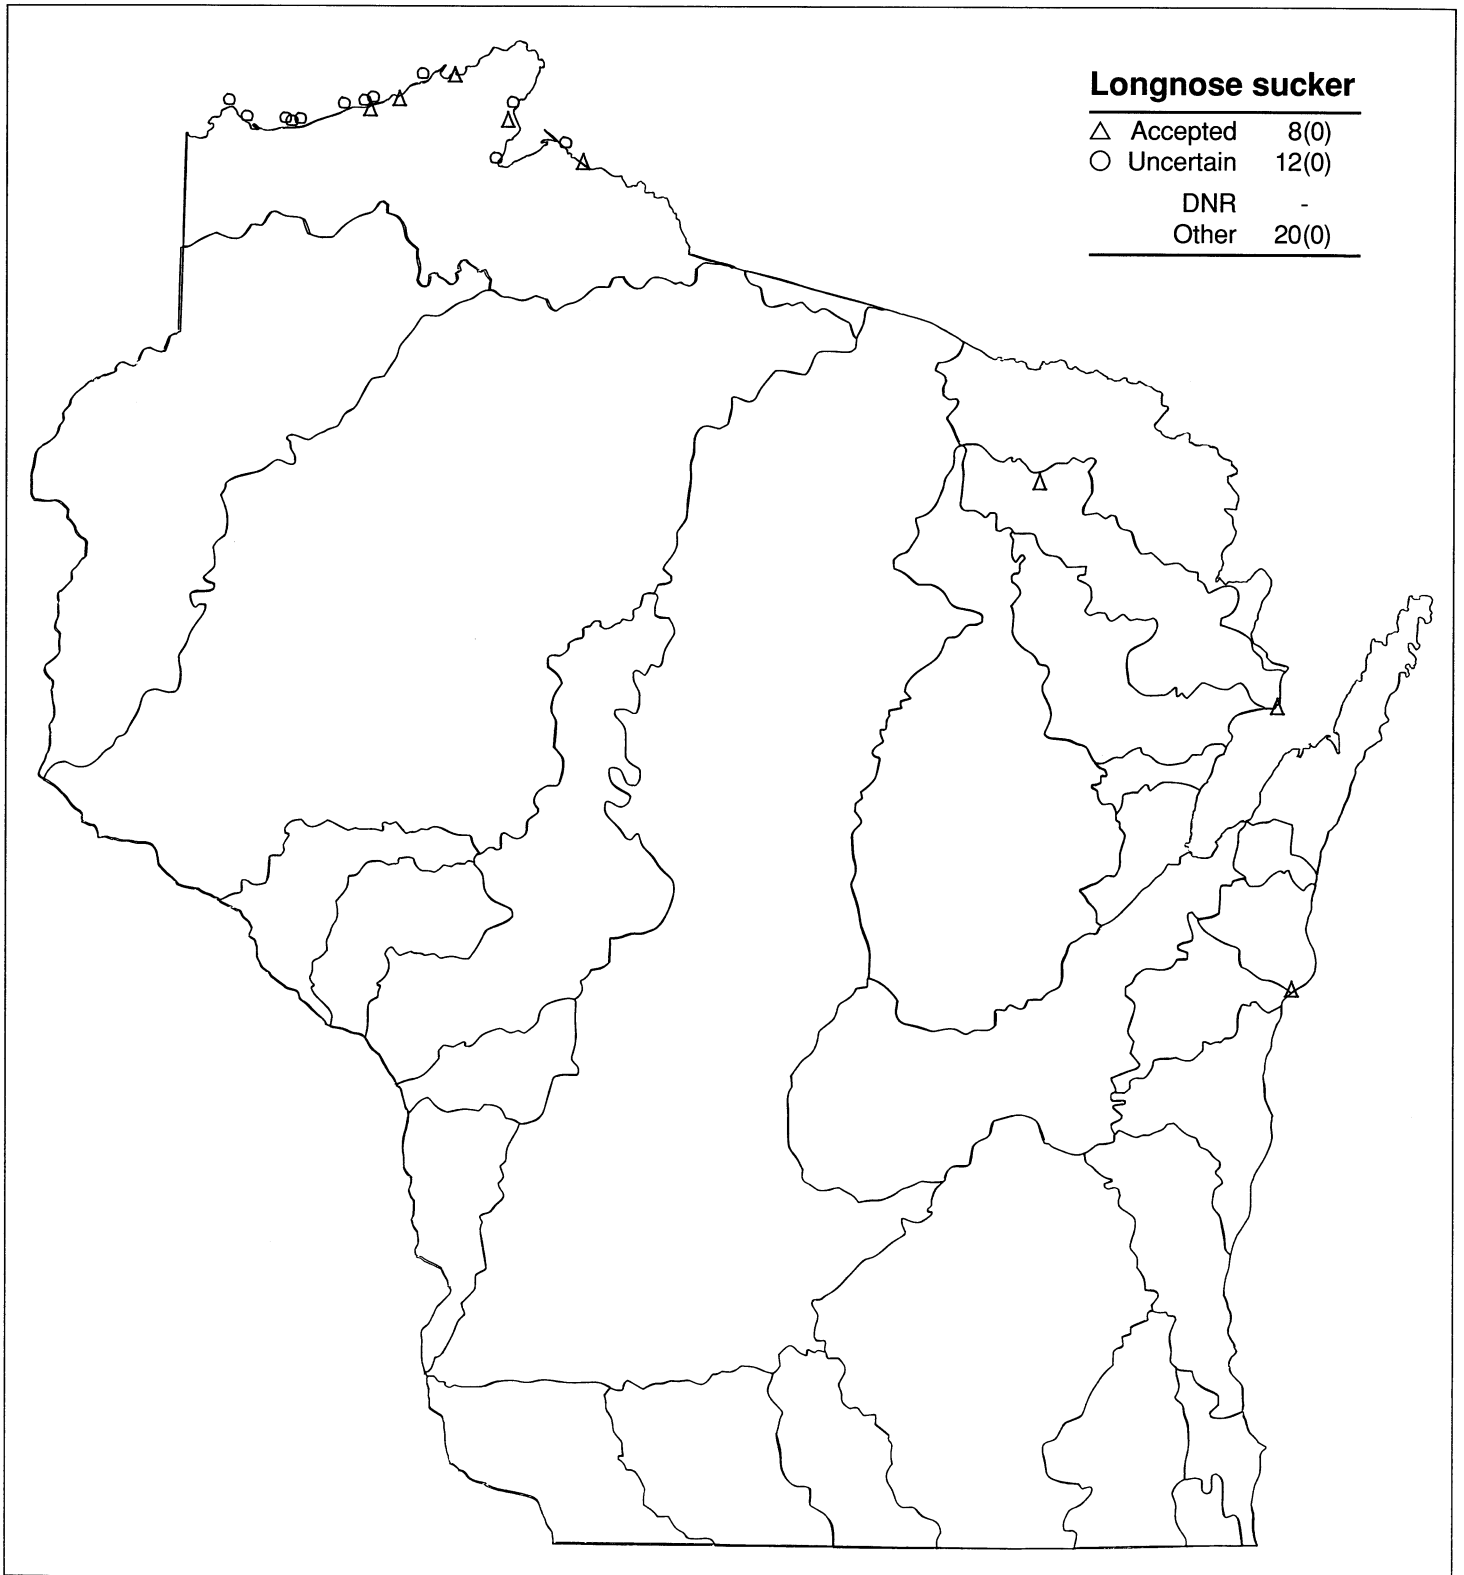 Longnose sucker
△ Accepted 8(0)
○ Uncertain 12(0)
DNR -
Other 20(0)